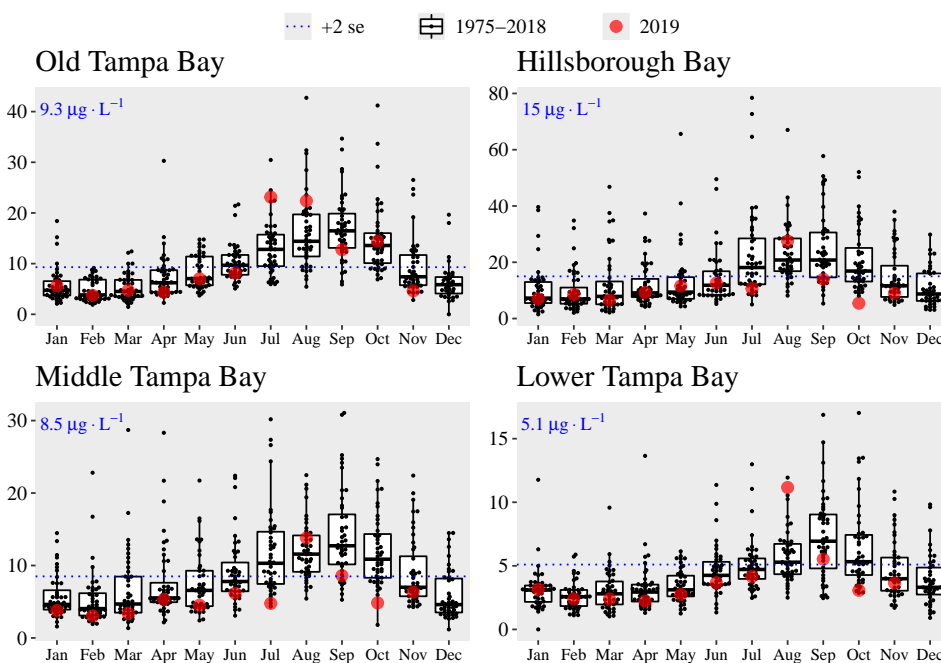 +2 se 1975−2018 2019
Old Tampa Bay
9.3 μg · L⁻¹
40
30
20
10
0
Jan Feb Mar Apr May Jun Jul Aug Sep Oct Nov Dec
Hillsborough Bay
15 μg · L⁻¹
80
60
40
20
0
Jan Feb Mar Apr May Jun Jul Aug Sep Oct Nov Dec
Middle Tampa Bay
8.5 μg · L⁻¹
30
20
10
0
Jan Feb Mar Apr May Jun Jul Aug Sep Oct Nov Dec
Lower Tampa Bay
5.1 μg · L⁻¹
15
10
5
0
Jan Feb Mar Apr May Jun Jul Aug Sep Oct Nov Dec